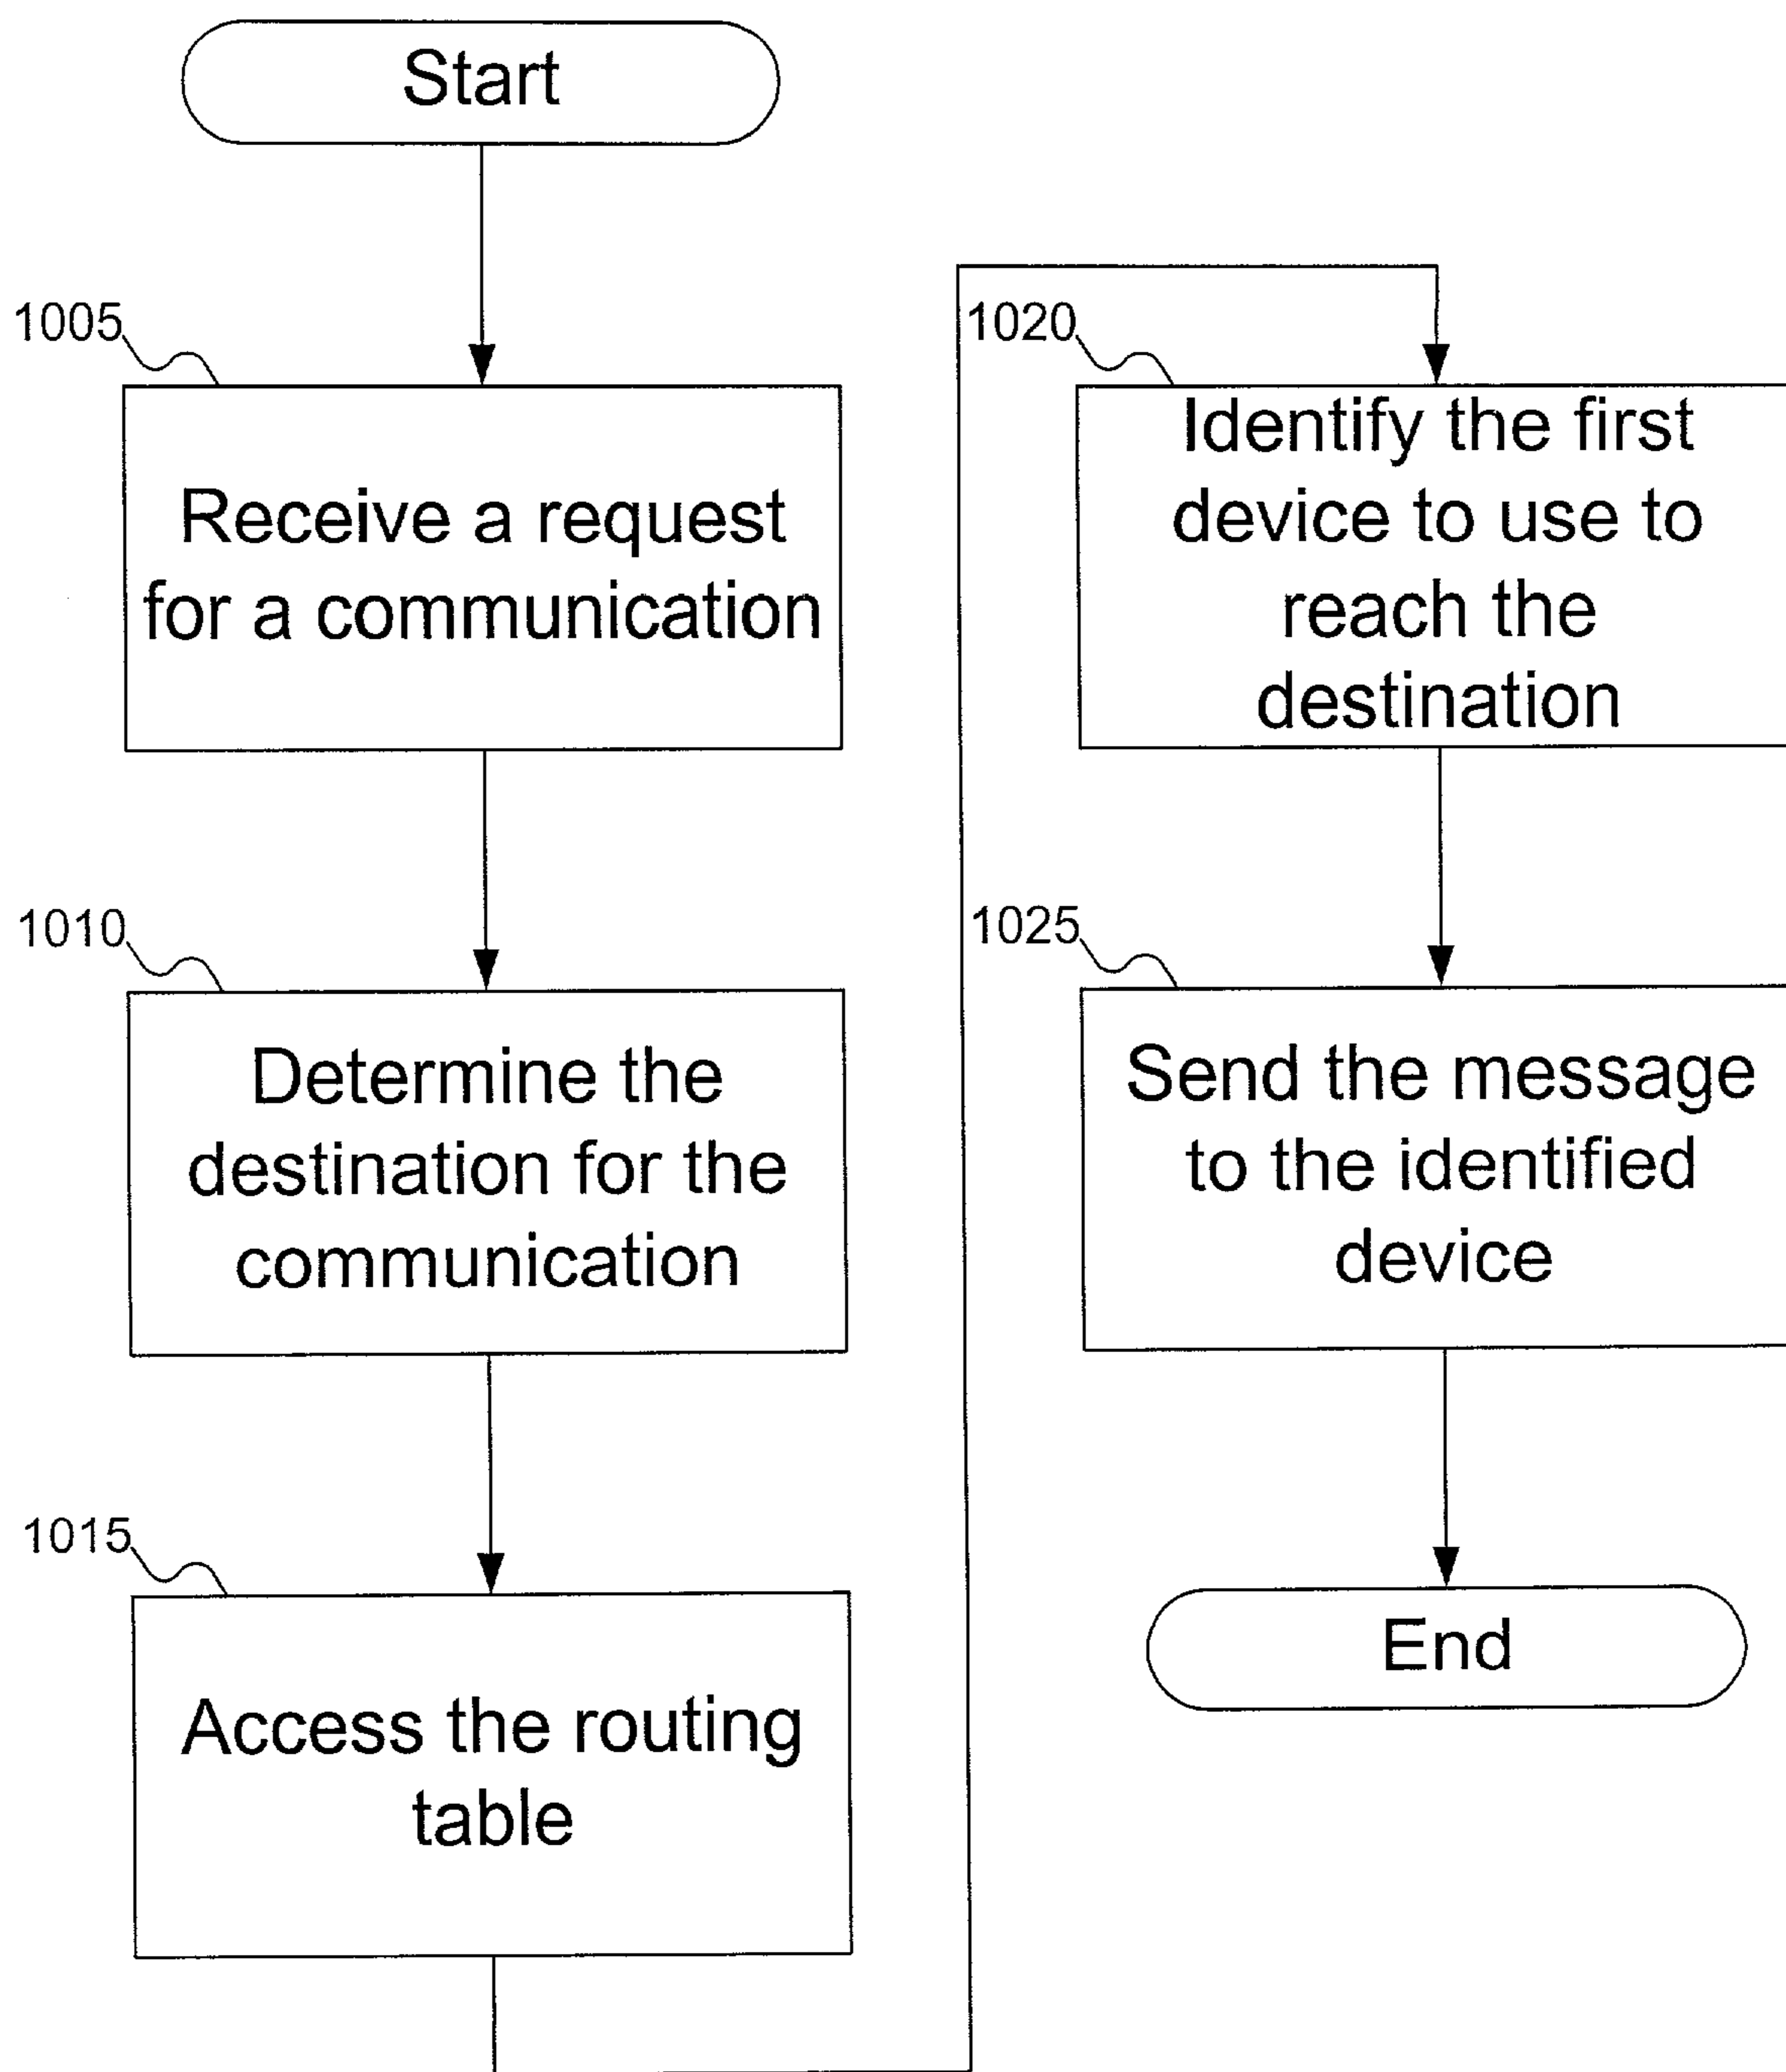 Start
1005
Receive a request
for a communication
1010
Determine the
destination for the
communication
1015
Access the routing
table
1020
Identify the first
device to use to
reach the
destination
1025
Send the message
to the identified
device
End